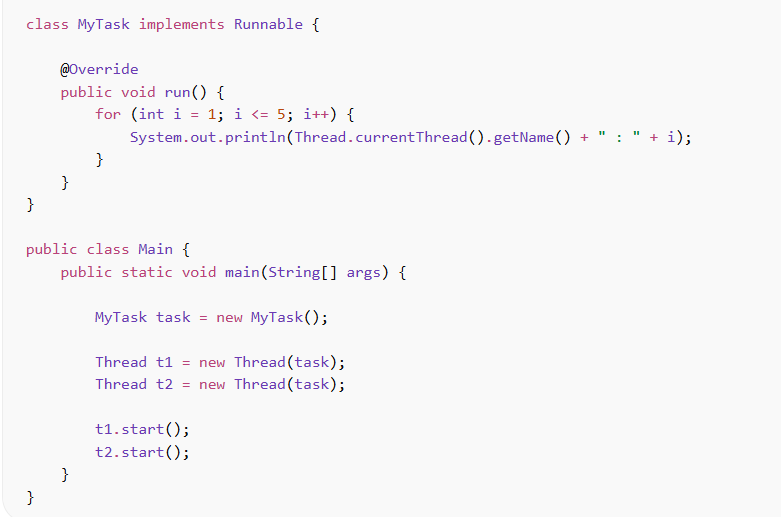 class MyTask implements Runnable {
@Override
public void run() {
for (int i = 1; i <= 5; i++) {
System.out.println(Thread.currentThread().getName() + " : " + i);
}
}
}
public class Main {
public static void main(String[] args) {
MyTask task = new MyTask();
Thread t1 = new Thread(task);
Thread t2 = new Thread(task);
t1.start();
t2.start();
}
}